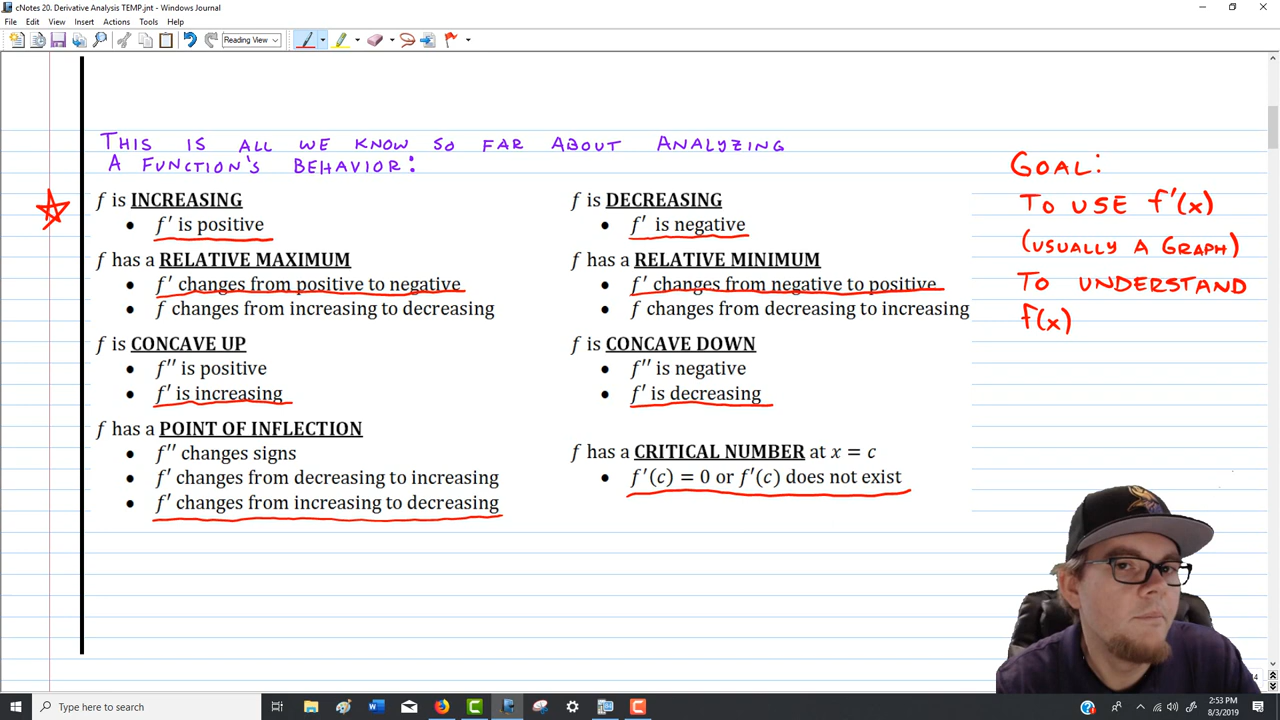 cNotes 20. Derivative Analysis TEMP.jnt - Windows Journal
File Edit View Insert Actions Tools Help
Reading View
THIS IS ALL WE KNOW SO FAR ABOUT ANALYZING
A FUNCTION'S BEHAVIOR:
f is INCREASING
• f′ is positive
f has a RELATIVE MAXIMUM
• f′ changes from positive to negative
• f changes from increasing to decreasing
f is CONCAVE UP
• f′′ is positive
• f′ is increasing
f has a POINT OF INFLECTION
• f′′ changes signs
• f′ changes from decreasing to increasing
• f′ changes from increasing to decreasing
f is DECREASING
• f′ is negative
f has a RELATIVE MINIMUM
• f′ changes from negative to positive
• f changes from decreasing to increasing
f is CONCAVE DOWN
• f′′ is negative
• f′ is decreasing
f has a CRITICAL NUMBER at x = c
• f′(c) = 0 or f′(c) does not exist
GOAL:
TO USE f'(x)
(USUALLY A GRAPH)
TO UNDERSTAND
f(x)
Type here to search
2:53 PM
8/3/2019